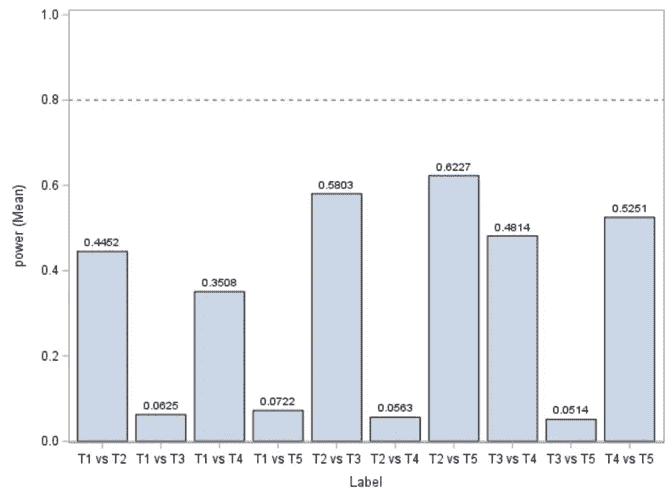 1.0
0.8
0.6
0.4
0.2
0.0
power (Mean)
0.4452
0.0625
0.3508
0.0722
0.5803
0.0563
0.6227
0.4814
0.0514
0.5251
T1 vs T2
T1 vs T3
T1 vs T4
T1 vs T5
T2 vs T3
T2 vs T4
T2 vs T5
T3 vs T4
T3 vs T5
T4 vs T5
Label